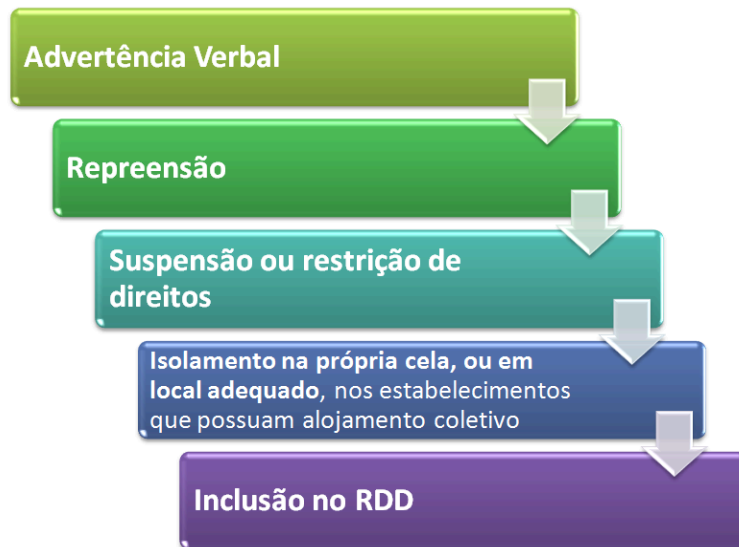 Advertência Verbal
Repreensão
Suspensão ou restrição de
direitos
Isolamento na própria cela, ou em
local adequado, nos estabelecimentos
que possuam alojamento coletivo
Inclusão no RDD